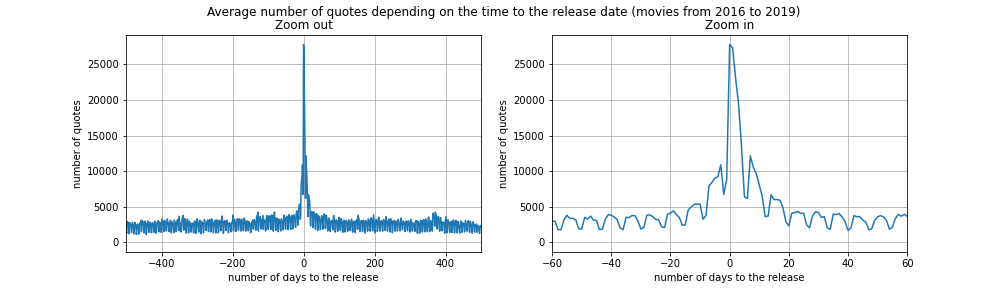 Average number of quotes depending on the time to the release date (movies from 2016 to 2019)
Zoom out
Zoom in
number of quotes
25000
20000
15000
10000
5000
0
−400 −200 0 200 400
number of days to the release
number of quotes
25000
20000
15000
10000
5000
0
−60 −40 −20 0 20 40 60
number of days to the release